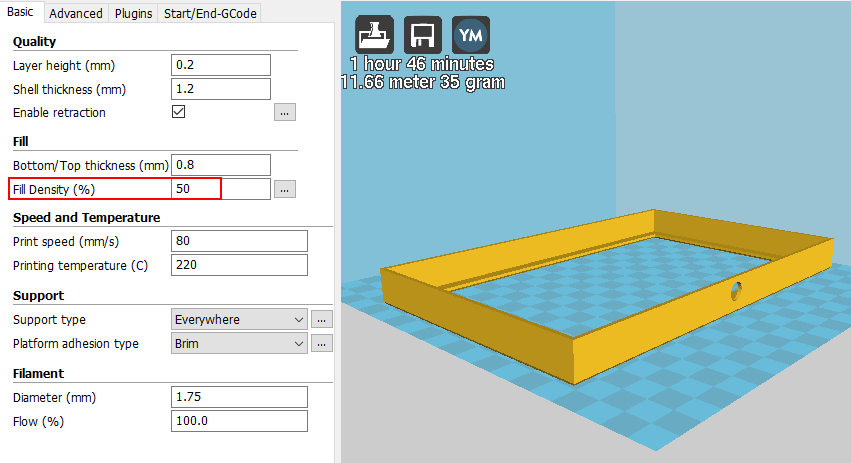 Basic Advanced Plugins Start/End-GCode
Quality
Layer height (mm) 0.2
Shell thickness (mm) 1.2
Enable retraction ...
Fill
Bottom/Top thickness (mm) 0.8
Fill Density (%) 50 ...
Speed and Temperature
Print speed (mm/s) 80
Printing temperature (C) 220
Support
Support type Everywhere ...
Platform adhesion type Brim ...
Filament
Diameter (mm) 1.75
Flow (%) 100.0
YM
1 hour 46 minutes
11.66 meter 35 gram